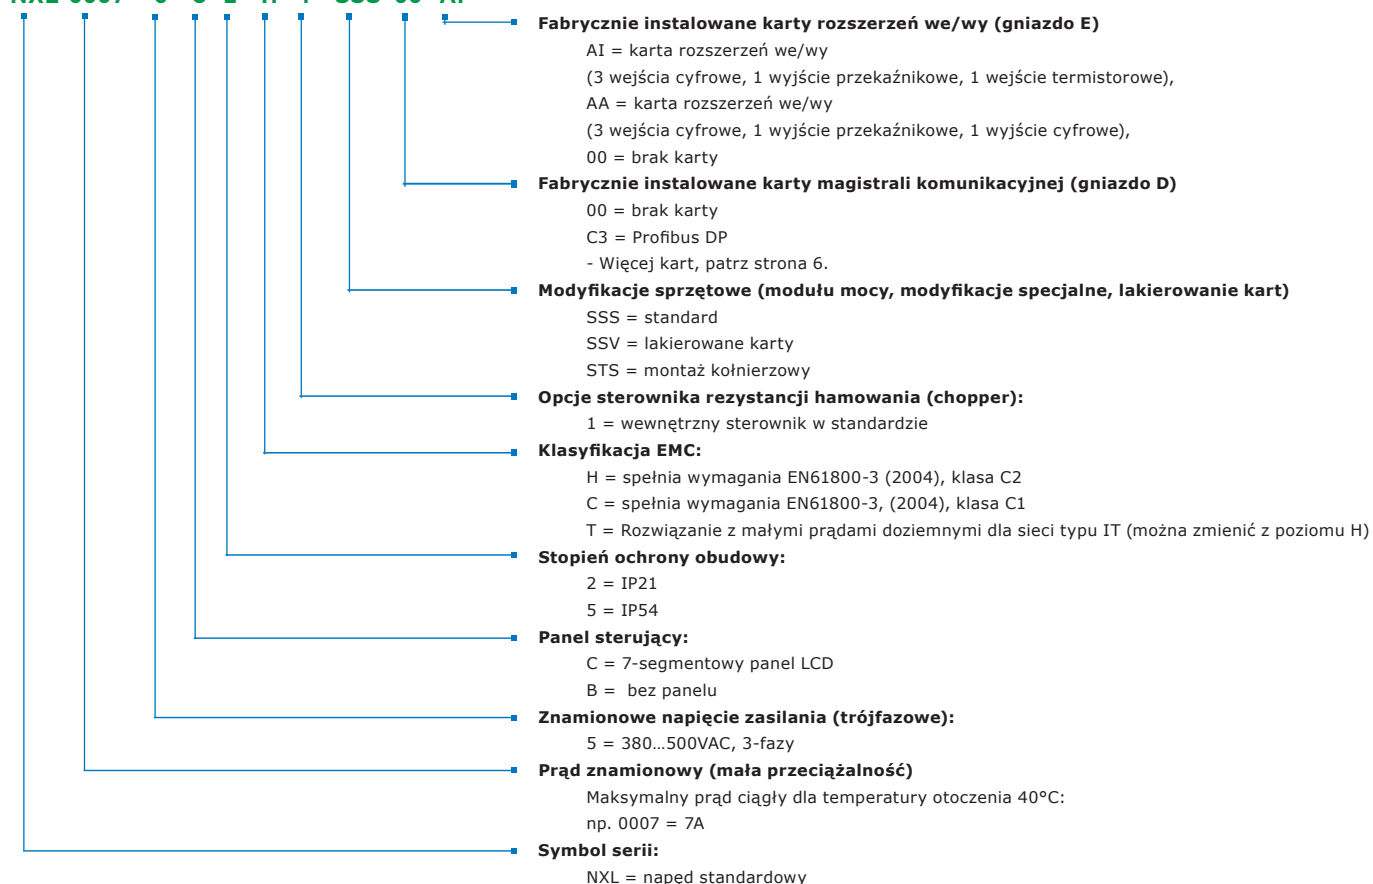 Fabrycznie instalowane karty rozszerzeń we/wy (gniazdo E)
AI = karta rozszerzeń we/wy
(3 wejścia cyfrowe, 1 wyjście przekaźnikowe, 1 wejście termistorowe),
AA = karta rozszerzeń we/wy
(3 wejścia cyfrowe, 1 wyjście przekaźnikowe, 1 wyjście cyfrowe),
00 = brak karty
Fabrycznie instalowane karty magistrali komunikacyjnej (gniazdo D)
00 = brak karty
C3 = Profibus DP
- Więcej kart, patrz strona 6.
Modyfikacje sprzętowe (modułu mocy, modyfikacje specjalne, lakierowanie kart)
SSS = standard
SSV = lakierowane karty
STS = montaż kołnierzowy
Opcje sterownika rezystancji hamowania (chopper):
1 = wewnętrzny sterownik w standardzie
Klasyfikacja EMC:
H = spełnia wymagania EN61800-3 (2004), klasa C2
C = spełnia wymagania EN61800-3, (2004), klasa C1
T = Rozwiązanie z małymi prądami doziemnymi dla sieci typu IT (można zmienić z poziomu H)
Stopień ochrony obudowy:
2 = IP21
5 = IP54
Panel sterujący:
C = 7-segmentowy panel LCD
B = bez panelu
Znamionowe napięcie zasilania (trójfazowe):
5 = 380...500VAC, 3-fazy
Prąd znamionowy (mała przeciążalność)
Maksymalny prąd ciągły dla temperatury otoczenia 40°C:
np. 0007 = 7A
Symbol serii:
NXL = napęd standardowy